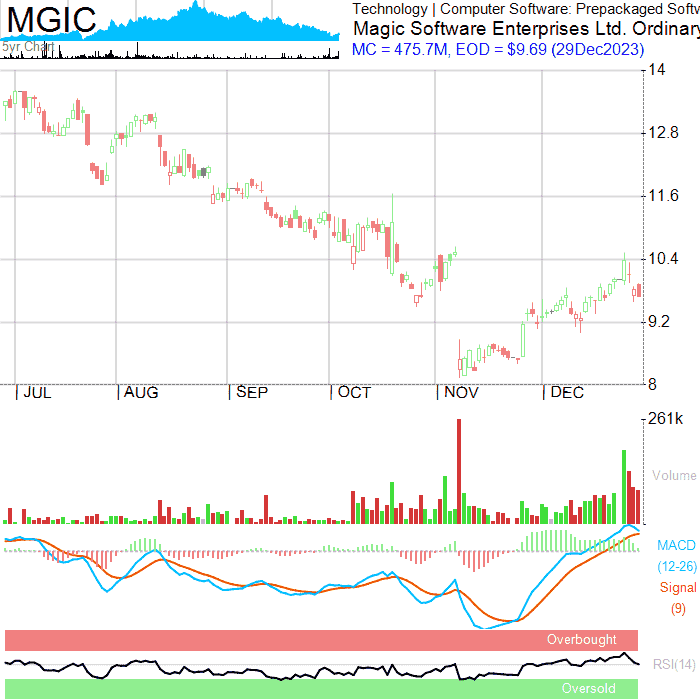 MGIC
5yr Chart
Technology | Computer Software: Prepackaged Softw
Magic Software Enterprises Ltd. Ordinary
MC = 475.7M, EOD = $9.69 (29Dec2023)
14
12.8
11.6
10.4
9.2
8
JUL AUG SEP OCT NOV DEC
261k
Volume
MACD
(12-26)
Signal
(9)
Overbought
RSI(14)
Oversold